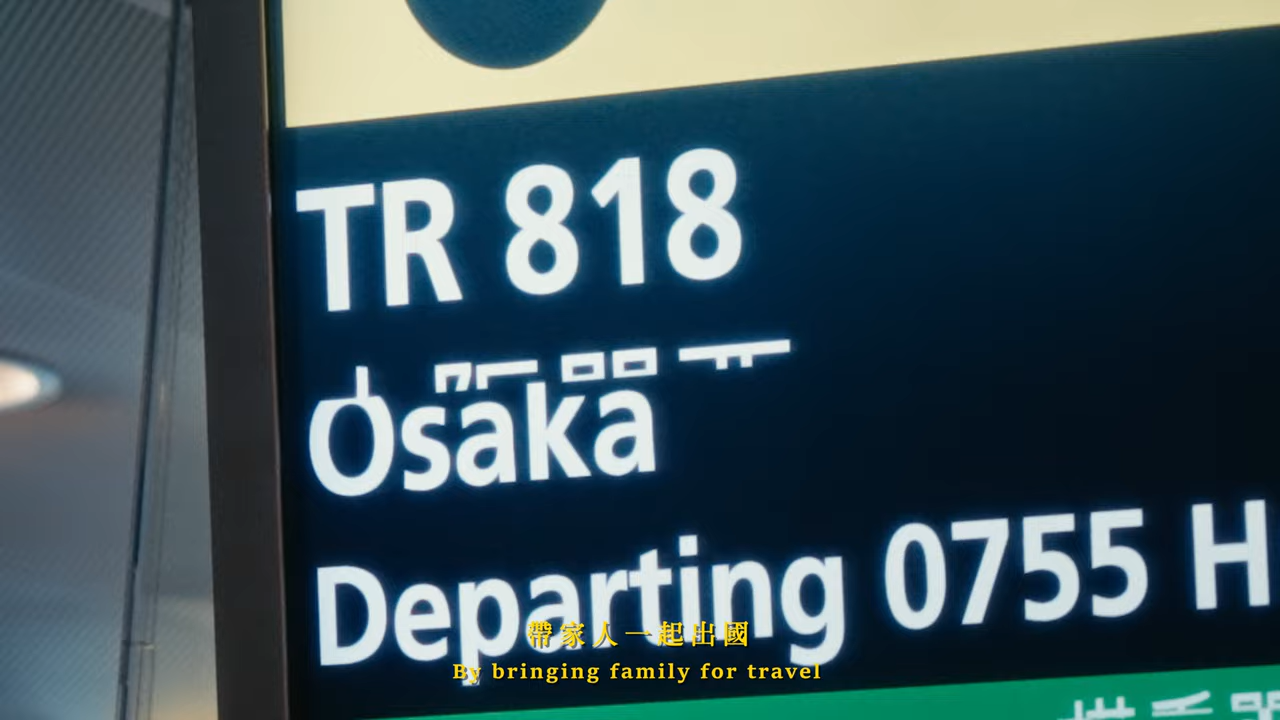 TR 818
Osaka
Departing 0755 H
帶家人一起出國
By bringing family for travel